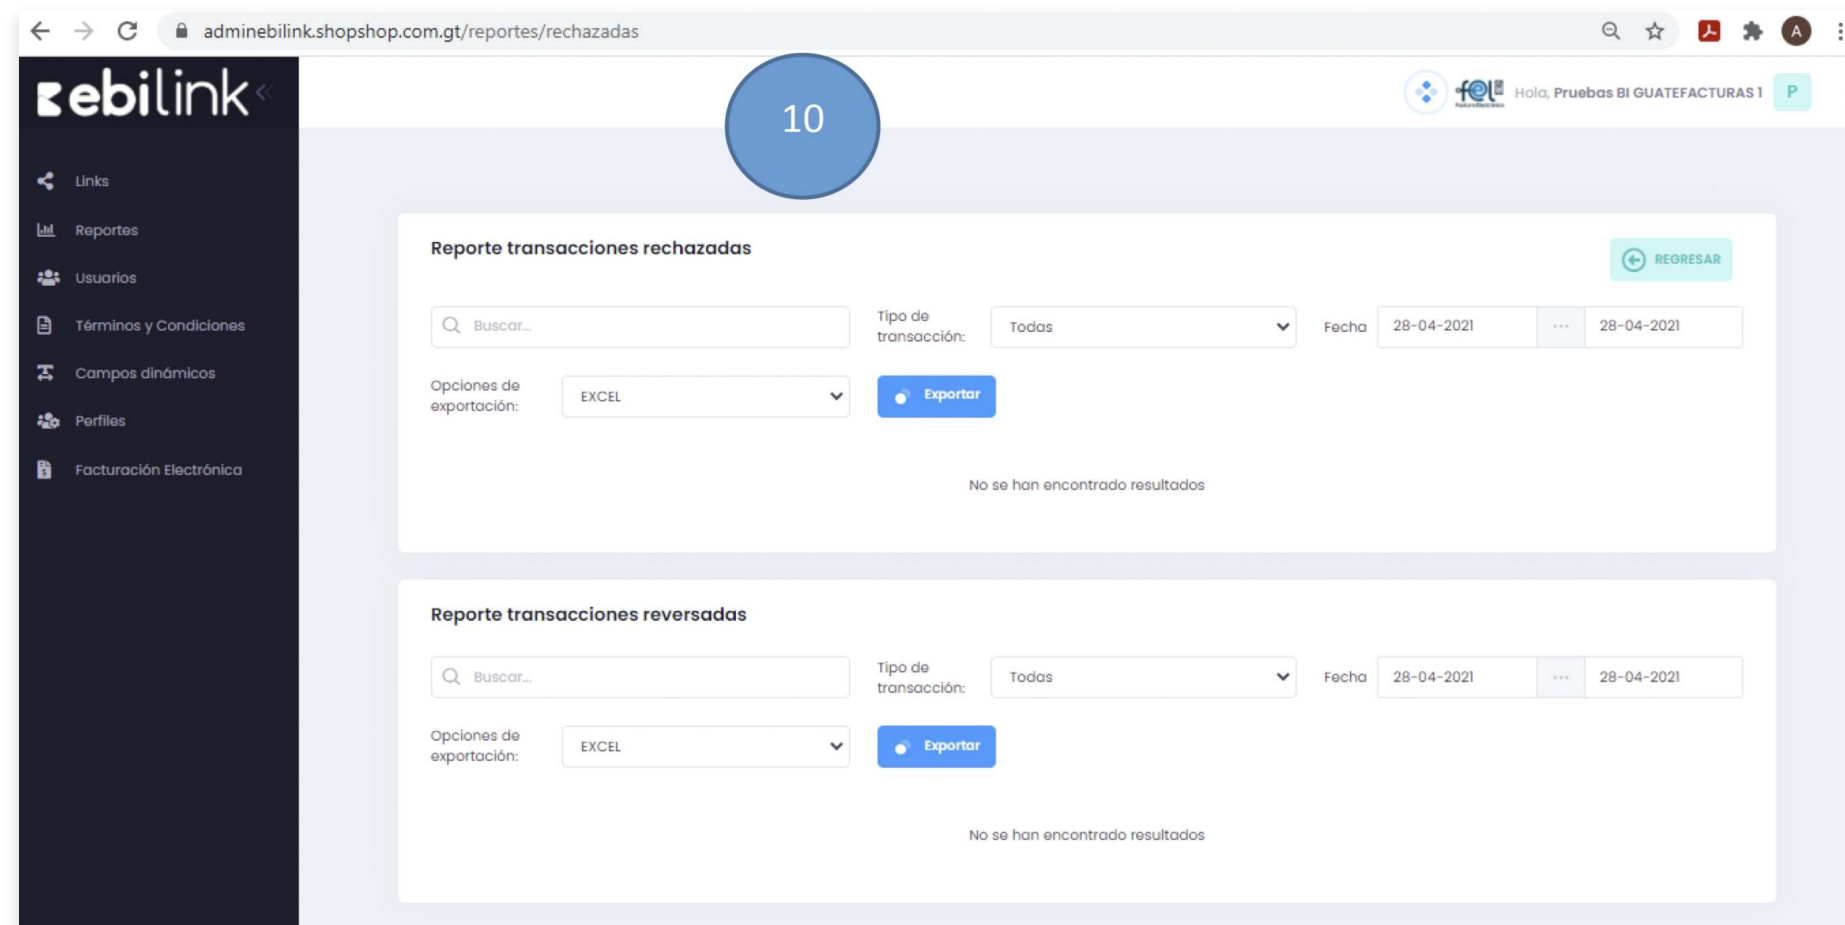 adminebilink.shopshop.com.gt/reportes/rechazadas
A
ebilink
10
fel
Hola, Pruebas BI GUATEFACTURAS 1
P
Links
Reportes
Usuarios
Términos y Condiciones
Campos dinámicos
Perfiles
Facturación Electrónica
Reporte transacciones rechazadas
REGRESAR
Buscar...
Tipo de
transacción:
Todas
Fecha
28-04-2021
...
28-04-2021
Opciones de
exportación:
EXCEL
Exportar
No se han encontrado resultados
Reporte transacciones reversadas
Buscar...
Tipo de
transacción:
Todas
Fecha
28-04-2021
...
28-04-2021
Opciones de
exportación:
EXCEL
Exportar
No se han encontrado resultados